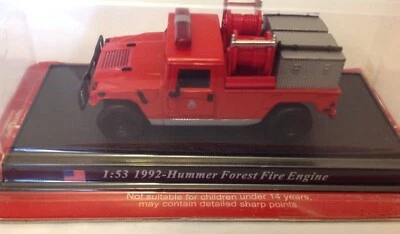 1:53 1992-Hummer Forest Fire Engine
Not suitable for children under 14 years,
may contain detailed sharp points.